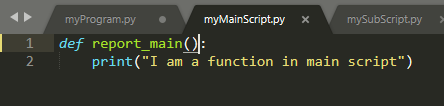 myProgram.py myMainScript.py × mySubScript.py
1 def report_main():
2 print("I am a function in main script")